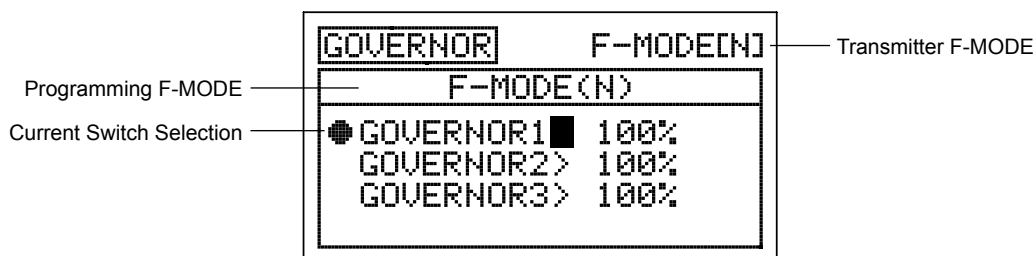 GOVERNOR F-MODE[N]
Transmitter F-MODE
Programming F-MODE
F-MODE(N)
Current Switch Selection
GOVERNOR1 100%
GOVERNOR2> 100%
GOVERNOR3> 100%